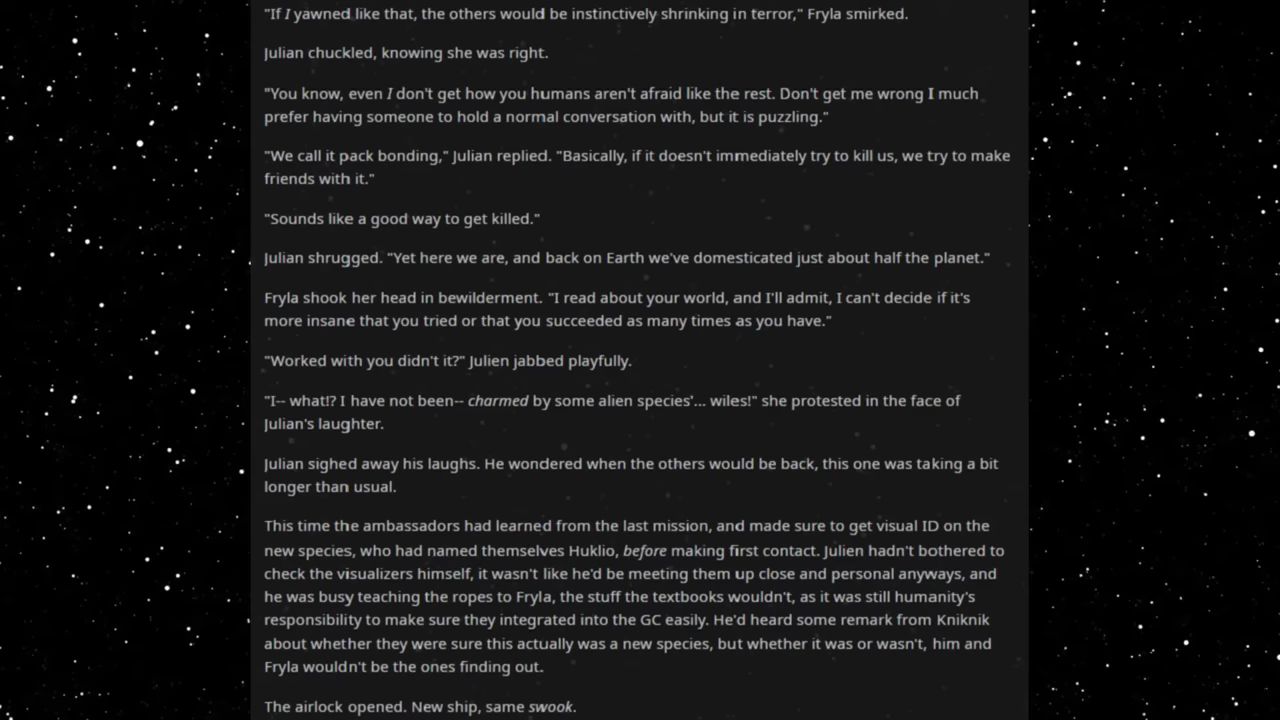 "If I yawned like that, the others would be instinctively shrinking in terror," Fryla smirked.
Julian chuckled, knowing she was right.
"You know, even I don't get how you humans aren't afraid like the rest. Don't get me wrong I much
prefer having someone to hold a normal conversation with, but it is puzzling."
"We call it pack bonding," Julian replied. "Basically, if it doesn't immediately try to kill us, we try to make
friends with it."
"Sounds like a good way to get killed."
Julian shrugged. "Yet here we are, and back on Earth we've domesticated just about half the planet."
Fryla shook her head in bewilderment. "I read about your world, and I'll admit, I can't decide if it's
more insane that you tried or that you succeeded as many times as you have."
"Worked with you didn't it?" Julien jabbed playfully.
"I-- what!? I have not been-- charmed by some alien species'... wiles!" she protested in the face of
Julian's laughter.
Julian sighed away his laughs. He wondered when the others would be back, this one was taking a bit
longer than usual.
This time the ambassadors had learned from the last mission, and made sure to get visual ID on the
new species, who had named themselves Huklio, before making first contact. Julien hadn't bothered to
check the visualizers himself, it wasn't like he'd be meeting them up close and personal anyways, and
he was busy teaching the ropes to Fryla, the stuff the textbooks wouldn't, as it was still humanity's
responsibility to make sure they integrated into the GC easily. He'd heard some remark from Kniknik
about whether they were sure this actually was a new species, but whether it was or wasn't, him and
Fryla wouldn't be the ones finding out.
The airlock opened. New ship, same swook.